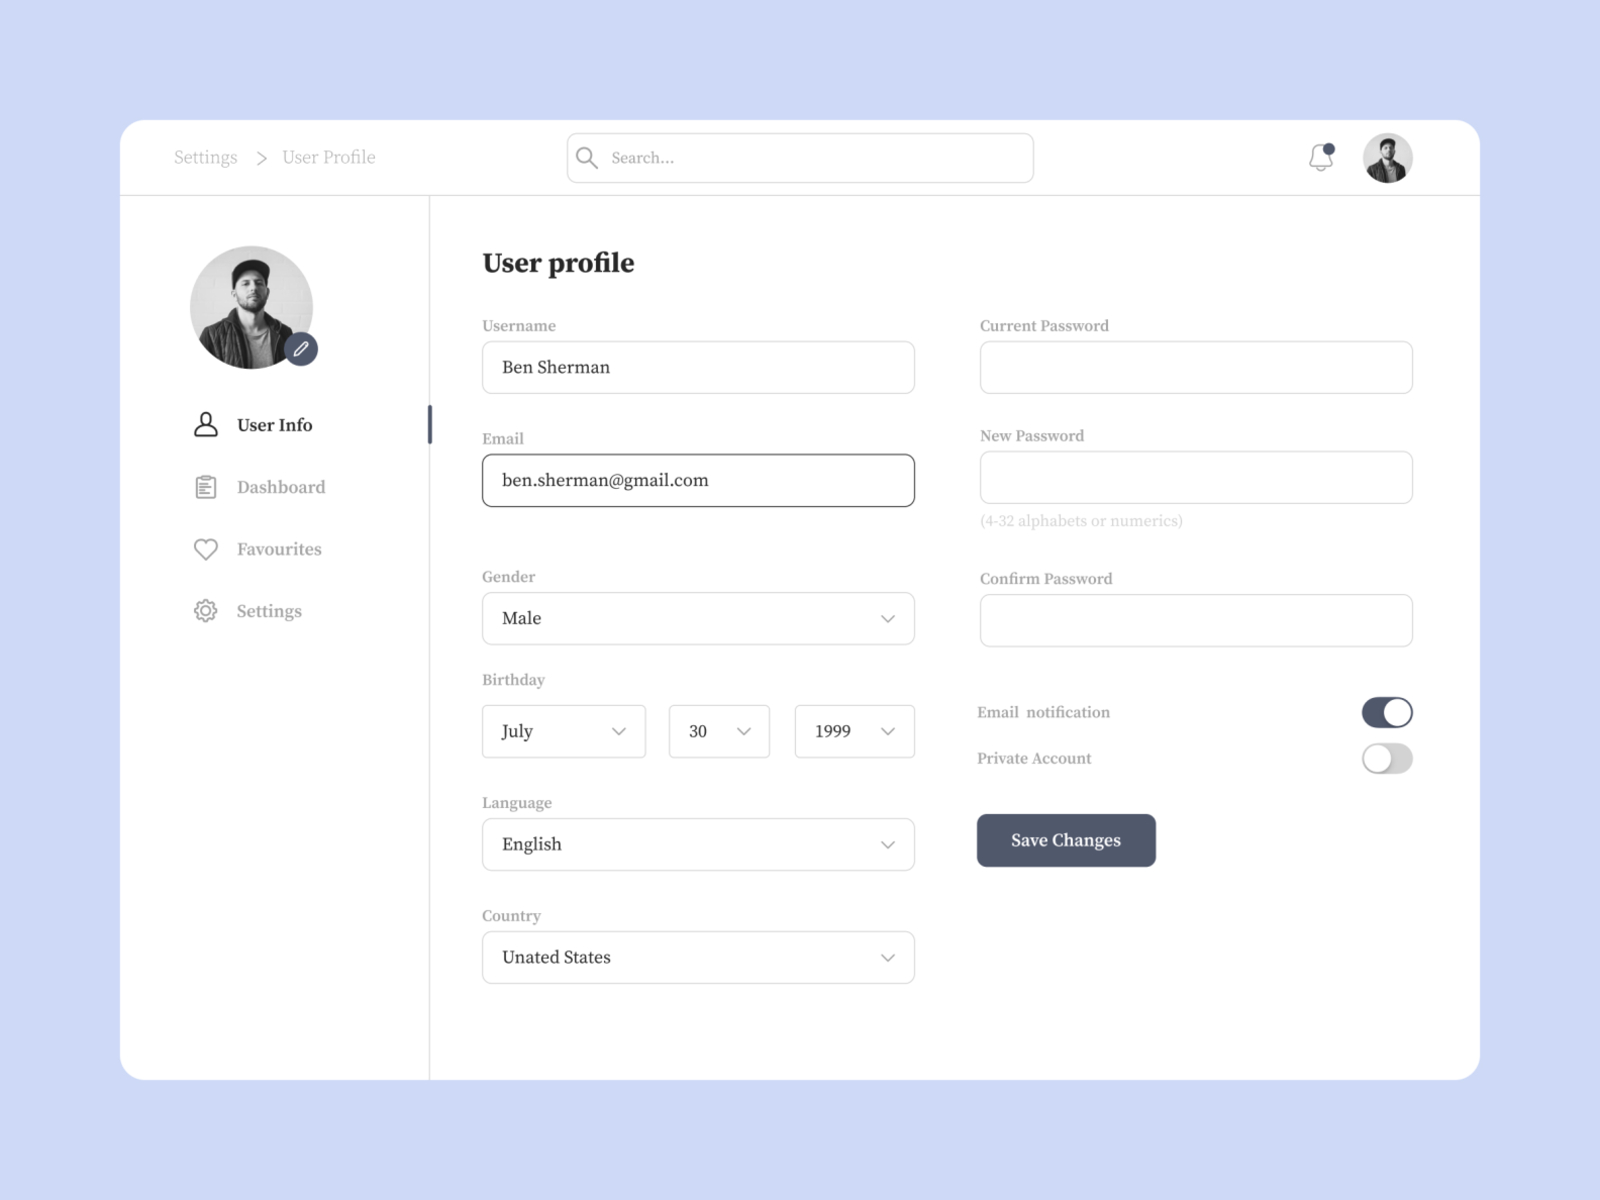 Settings > User Profile
Search...
User Info
Dashboard
Favourites
Settings
User profile
Username
Ben Sherman
Email
ben.sherman@gmail.com
Gender
Male
Birthday
July 30 1999
Language
English
Country
Unated States
Current Password
New Password
(4-32 alphabets or numerics)
Confirm Password
Email notification
Private Account
Save Changes